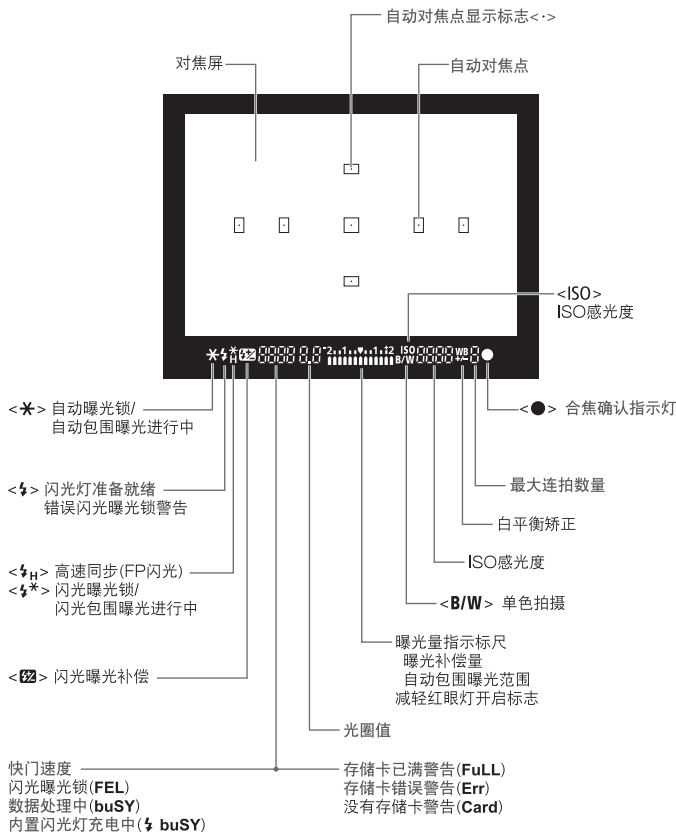 自动对焦点显示标志<·>
对焦屏
自动对焦点
<ISO>
ISO感光度
2..1..▼..1..‡2 ISO B/W WB +/-
<✱> 自动曝光锁/
自动包围曝光进行中
<●> 合焦确认指示灯
<⚡> 闪光灯准备就绪
错误闪光曝光锁警告
最大连拍数量
白平衡矫正
<⚡H> 高速同步(FP闪光)
<⚡✱> 闪光曝光锁/
闪光包围曝光进行中
ISO感光度
<B/W> 单色拍摄
曝光量指示标尺
曝光补偿量
自动包围曝光范围
减轻红眼灯开启标志
<⚡±> 闪光曝光补偿
光圈值
快门速度
闪光曝光锁(FEL)
数据处理中(buSY)
内置闪光灯充电中(⚡ buSY)
存储卡已满警告(FuLL)
存储卡错误警告(Err)
没有存储卡警告(Card)